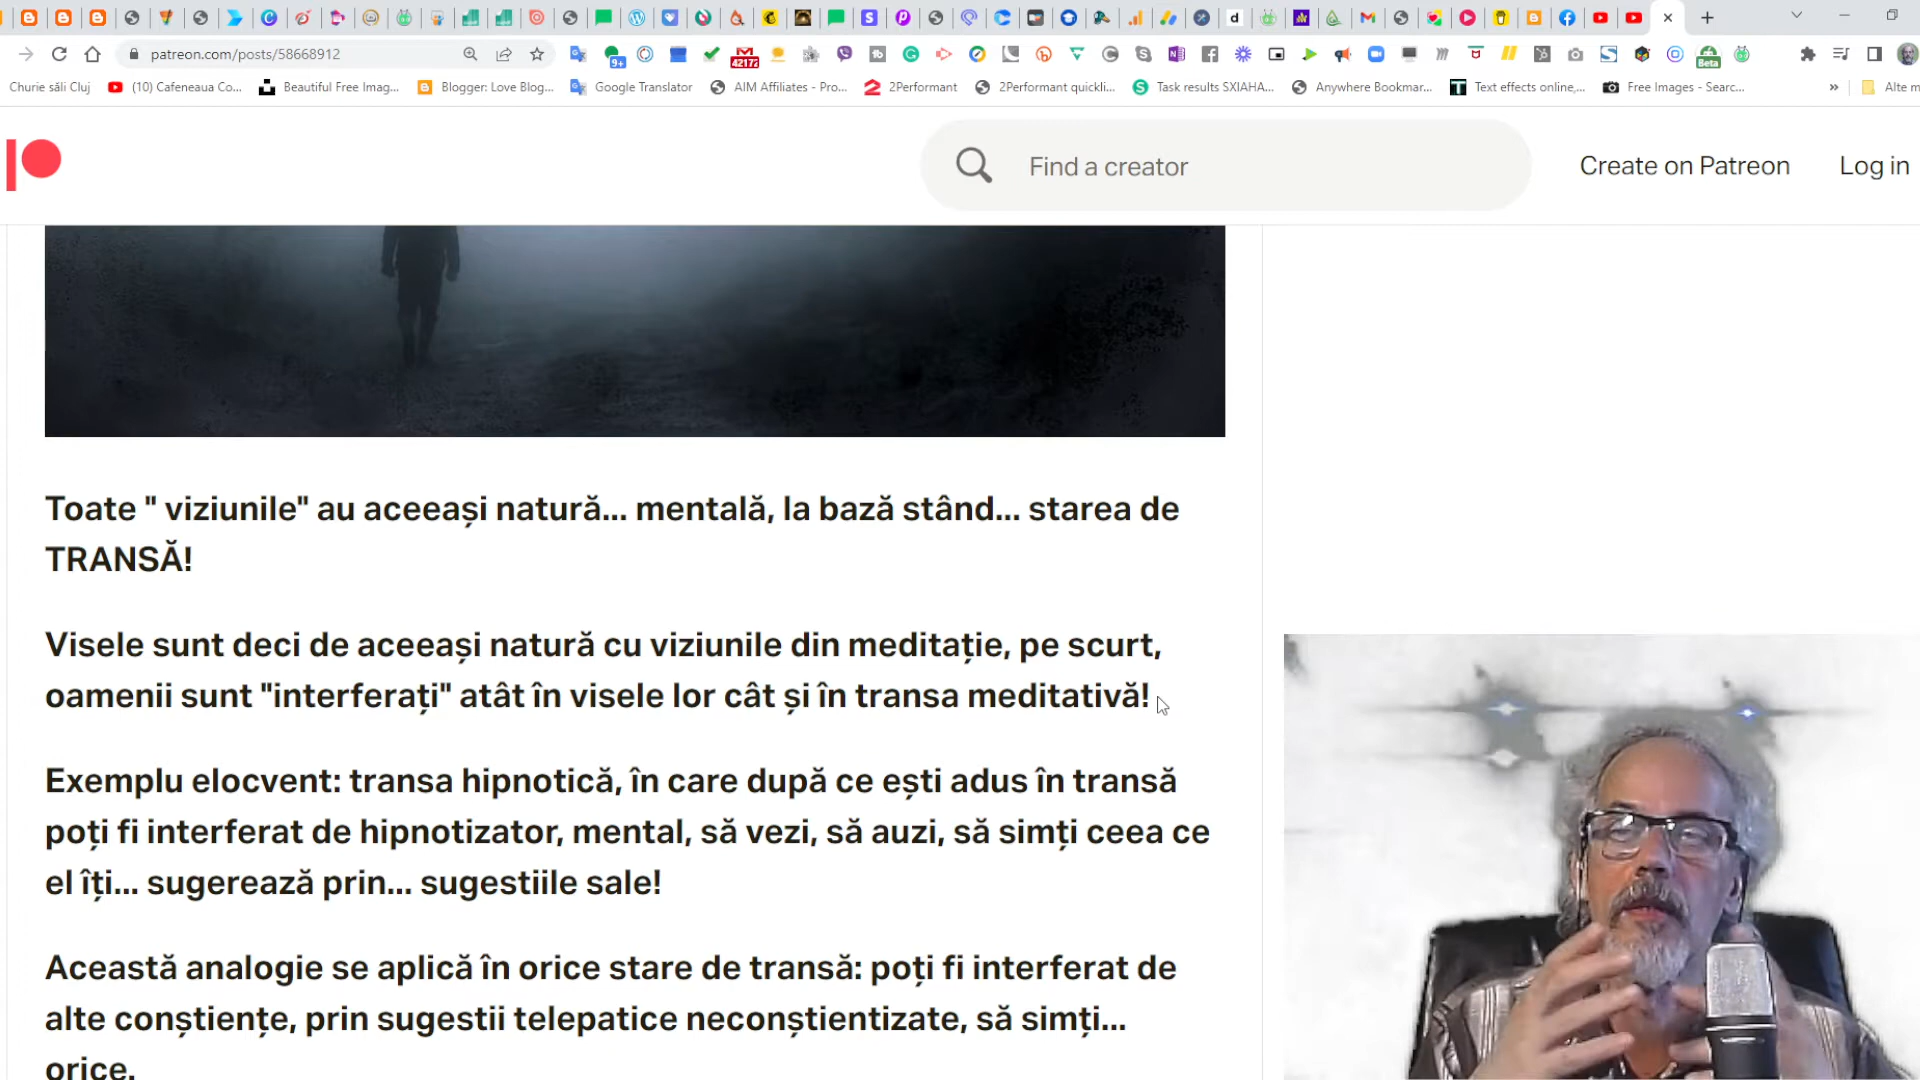 patreon.com/posts/58668912
9+
42172
Beta
Churie săli Cluj
(10) Cafeneaua Co...
Beautiful Free Imag...
Blogger: Love Blog...
Google Translator
AIM Affiliates - Pro...
2Performant
2Performant quickli...
Task results SXIAHA...
Anywhere Bookmar...
Text effects online,...
Free Images - Searc...
»
Alte m
Find a creator
Create on Patreon
Log in
Toate " viziunile" au aceeași natură... mentală, la bază stând... starea de
TRANSĂ!
Visele sunt deci de aceeași natură cu viziunile din meditație, pe scurt,
oamenii sunt "interferați" atât în visele lor cât și în transa meditativă!
Exemplu elocvent: transa hipnotică, în care după ce ești adus în transă
poți fi interferat de hipnotizator, mental, să vezi, să auzi, să simți ceea ce
el îți... sugerează prin... sugestiile sale!
Această analogie se aplică în orice stare de transă: poți fi interferat de
alte conștiențe, prin sugestii telepatice neconștientizate, să simți...
orice.